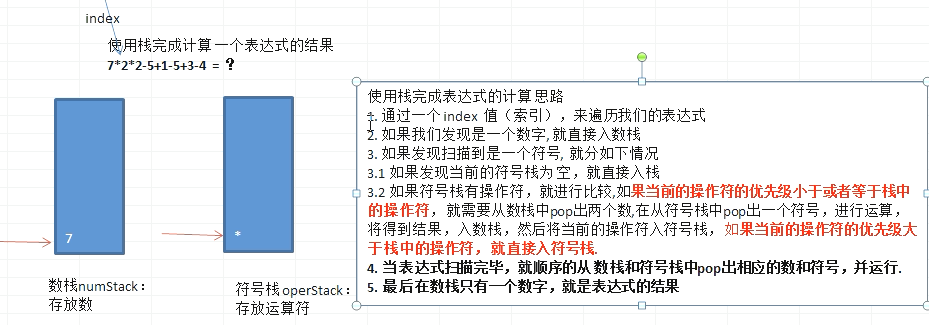 index
使用栈完成计算一个表达式的结果
7*2*2-5+1-5+3-4 = ？
7
*
数栈numStack：
存放数
符号栈operStack：
存放运算符
使用栈完成表达式的计算 思路
1. 通过一个 index 值（索引），来遍历我们的表达式
2. 如果我们发现是一个数字, 就直接入数栈
3. 如果发现扫描到是一个符号, 就分如下情况
3.1 如果发现当前的符号栈为 空，就直接入栈
3.2 如果符号栈有操作符，就进行比较,如果当前的操作符的优先级小于或者等于栈中
的操作符， 就需要从数栈中pop出两个数,在从符号栈中pop出一个符号，进行运算，
将得到结果，入数栈，然后将当前的操作符入符号栈， 如果当前的操作符的优先级大
于栈中的操作符， 就直接入符号栈.
4. 当表达式扫描完毕，就顺序的从 数栈和符号栈中pop出相应的数和符号，并运行.
5. 最后在数栈只有一个数字，就是表达式的结果